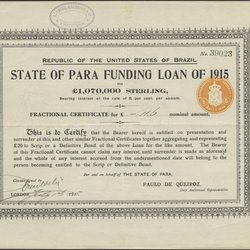 No 39023
REPUBLIC OF THE UNITED STATES OF BRAZIL.
STATE OF PARA FUNDING LOAN OF 1915
£1,070,000 STERLING,
Bearing interest at the rate of 5 per cent. per annum.
FRACTIONAL CERTIFICATE for £ nominal amount.
This is to Certify that the Bearer hereof is entitled on presentation and
surrender of this and other similar Fractional Certificates together aggregating and representing
£20 to Scrip or a Definitive Bond of the above Loan for the like amount. The Bearer of this
Fractional Certificate cannot claim any interest until surrender is made as aforesaid
and the whole of any interest accrued from the undermentioned date will belong to
the person becoming entitled to the Scrip or Definitive Bond.
For and on behalf of THE STATE OF PARA,
PAULO DE QUEIROZ,
Duly Authorised Representative.
LONDON 1915.